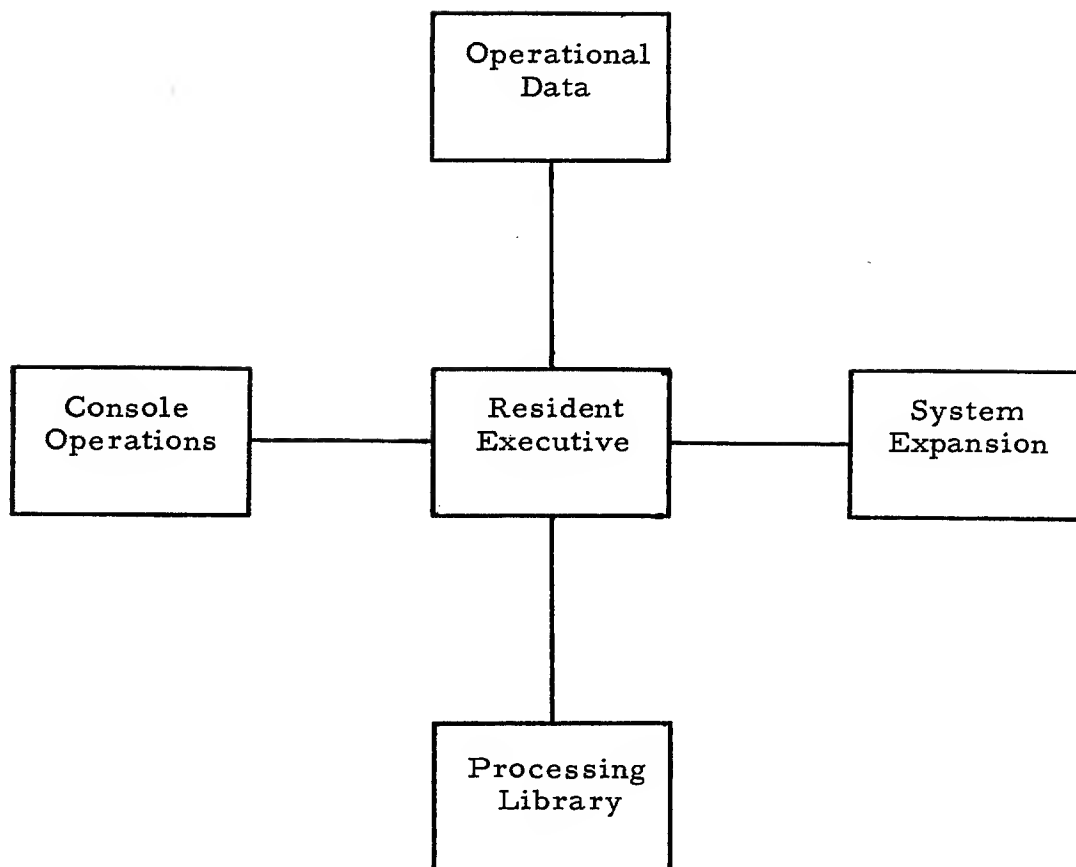 Operational
Data
Console
Operations
Resident
Executive
System
Expansion
Processing
Library